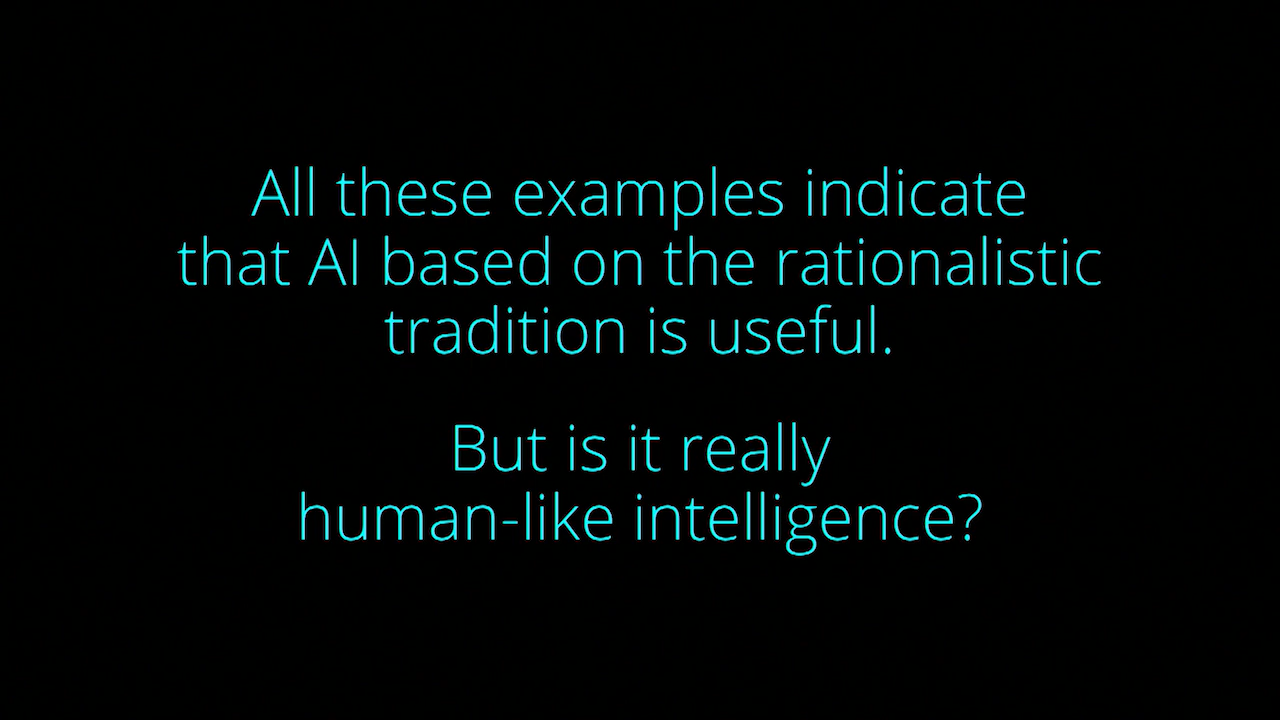 All these examples indicate
that AI based on the rationalistic
tradition is useful.
But is it really
human-like intelligence?